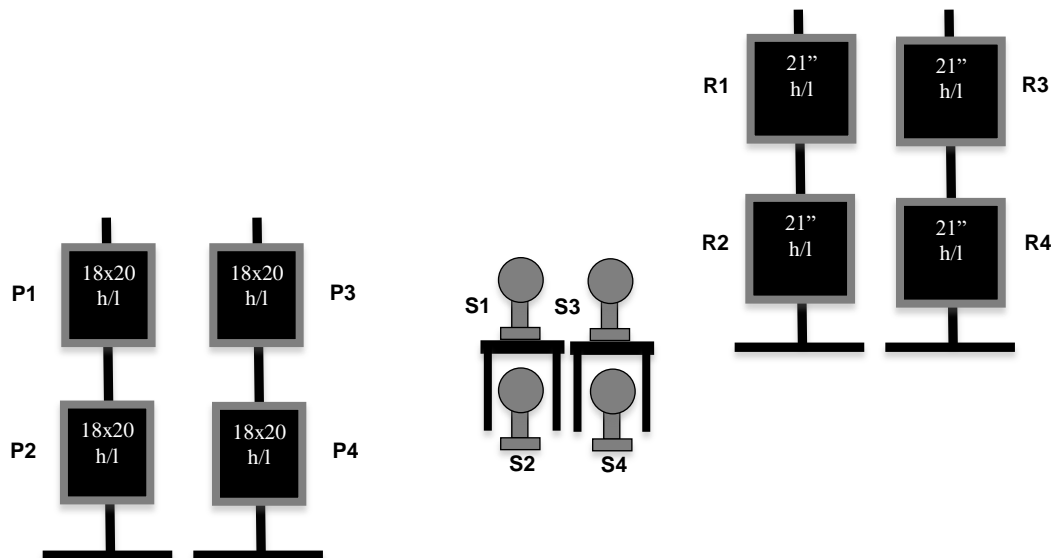 R1
21”
h/l
21”
h/l
R3
R2
21”
h/l
21”
h/l
R4
P1
18x20
h/l
18x20
h/l
P3
S1
S3
P2
18x20
h/l
18x20
h/l
P4
S2
S4